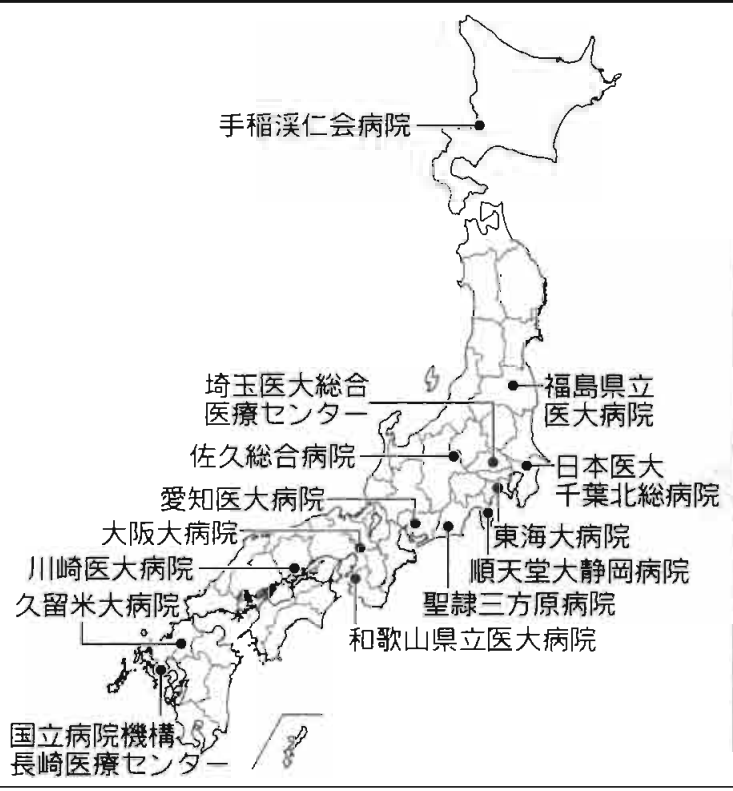 手稲渓仁会病院
埼玉医大総合
医療センター
福島県立
医大病院
佐久総合病院
日本医大
千葉北総病院
愛知医大病院
大阪大病院
東海大病院
川崎医大病院
順天堂大静岡病院
久留米大病院
聖隷三方原病院
和歌山県立医大病院
国立病院機構
長崎医療センター